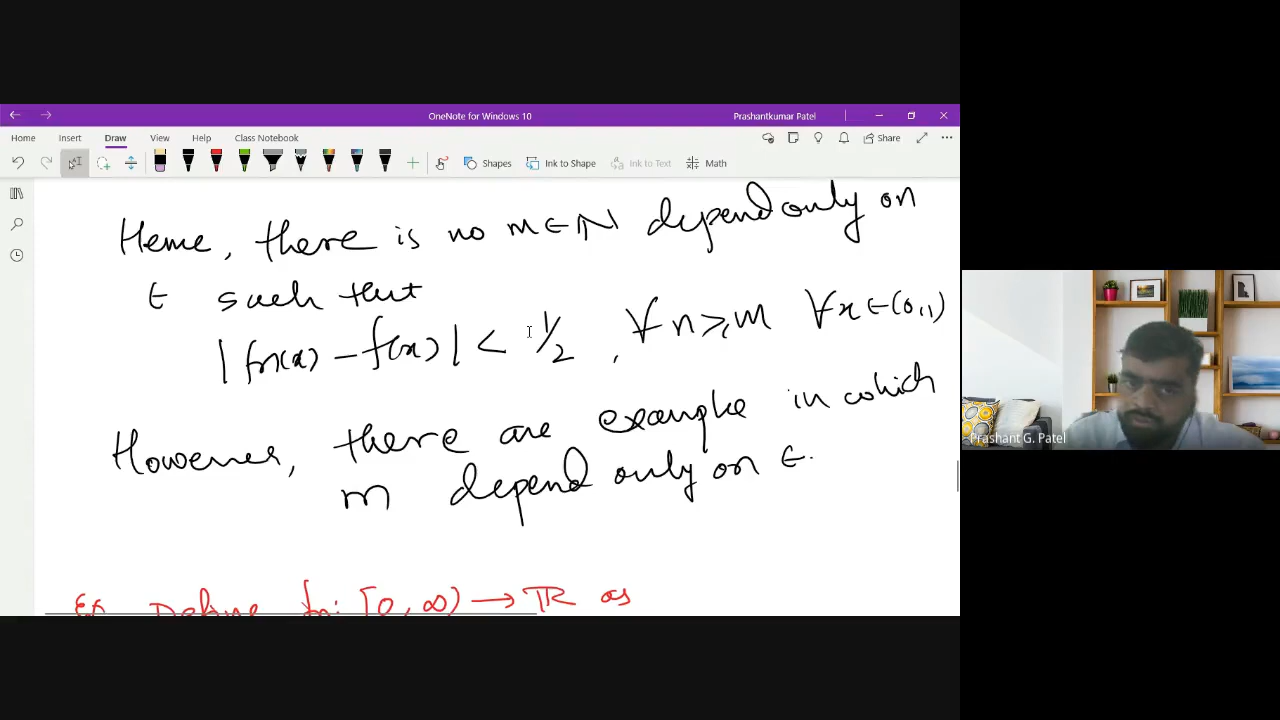 OneNote for Windows 10
Prashantkumar Patel
Home Insert Draw View Help Class Notebook
Share
Shapes Ink to Shape Ink to Text Math
Hence, there is no m∈ℕ depend only on
ϵ such that
|fn(x) - f(x)| < 1/2, ∀n≥m ∀x∈(0,1)
However, there are example in which
m depend only on ϵ.
Ex Define fn: [0,∞) → ℝ as
Prashant G. Patel